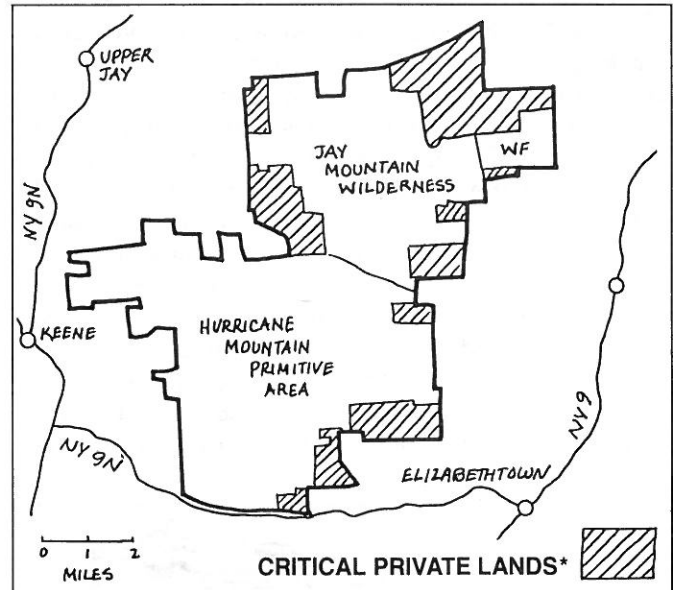 UPPER
JAY
JAY
MOUNTAIN
WILDERNESS
WF
NY 9N
KEENE
HURRICANE
MOUNTAIN
PRIMITIVE
AREA
NY 9
NY 9N
ELIZABETHTOWN
0 1 2
MILES
CRITICAL PRIVATE LANDS*